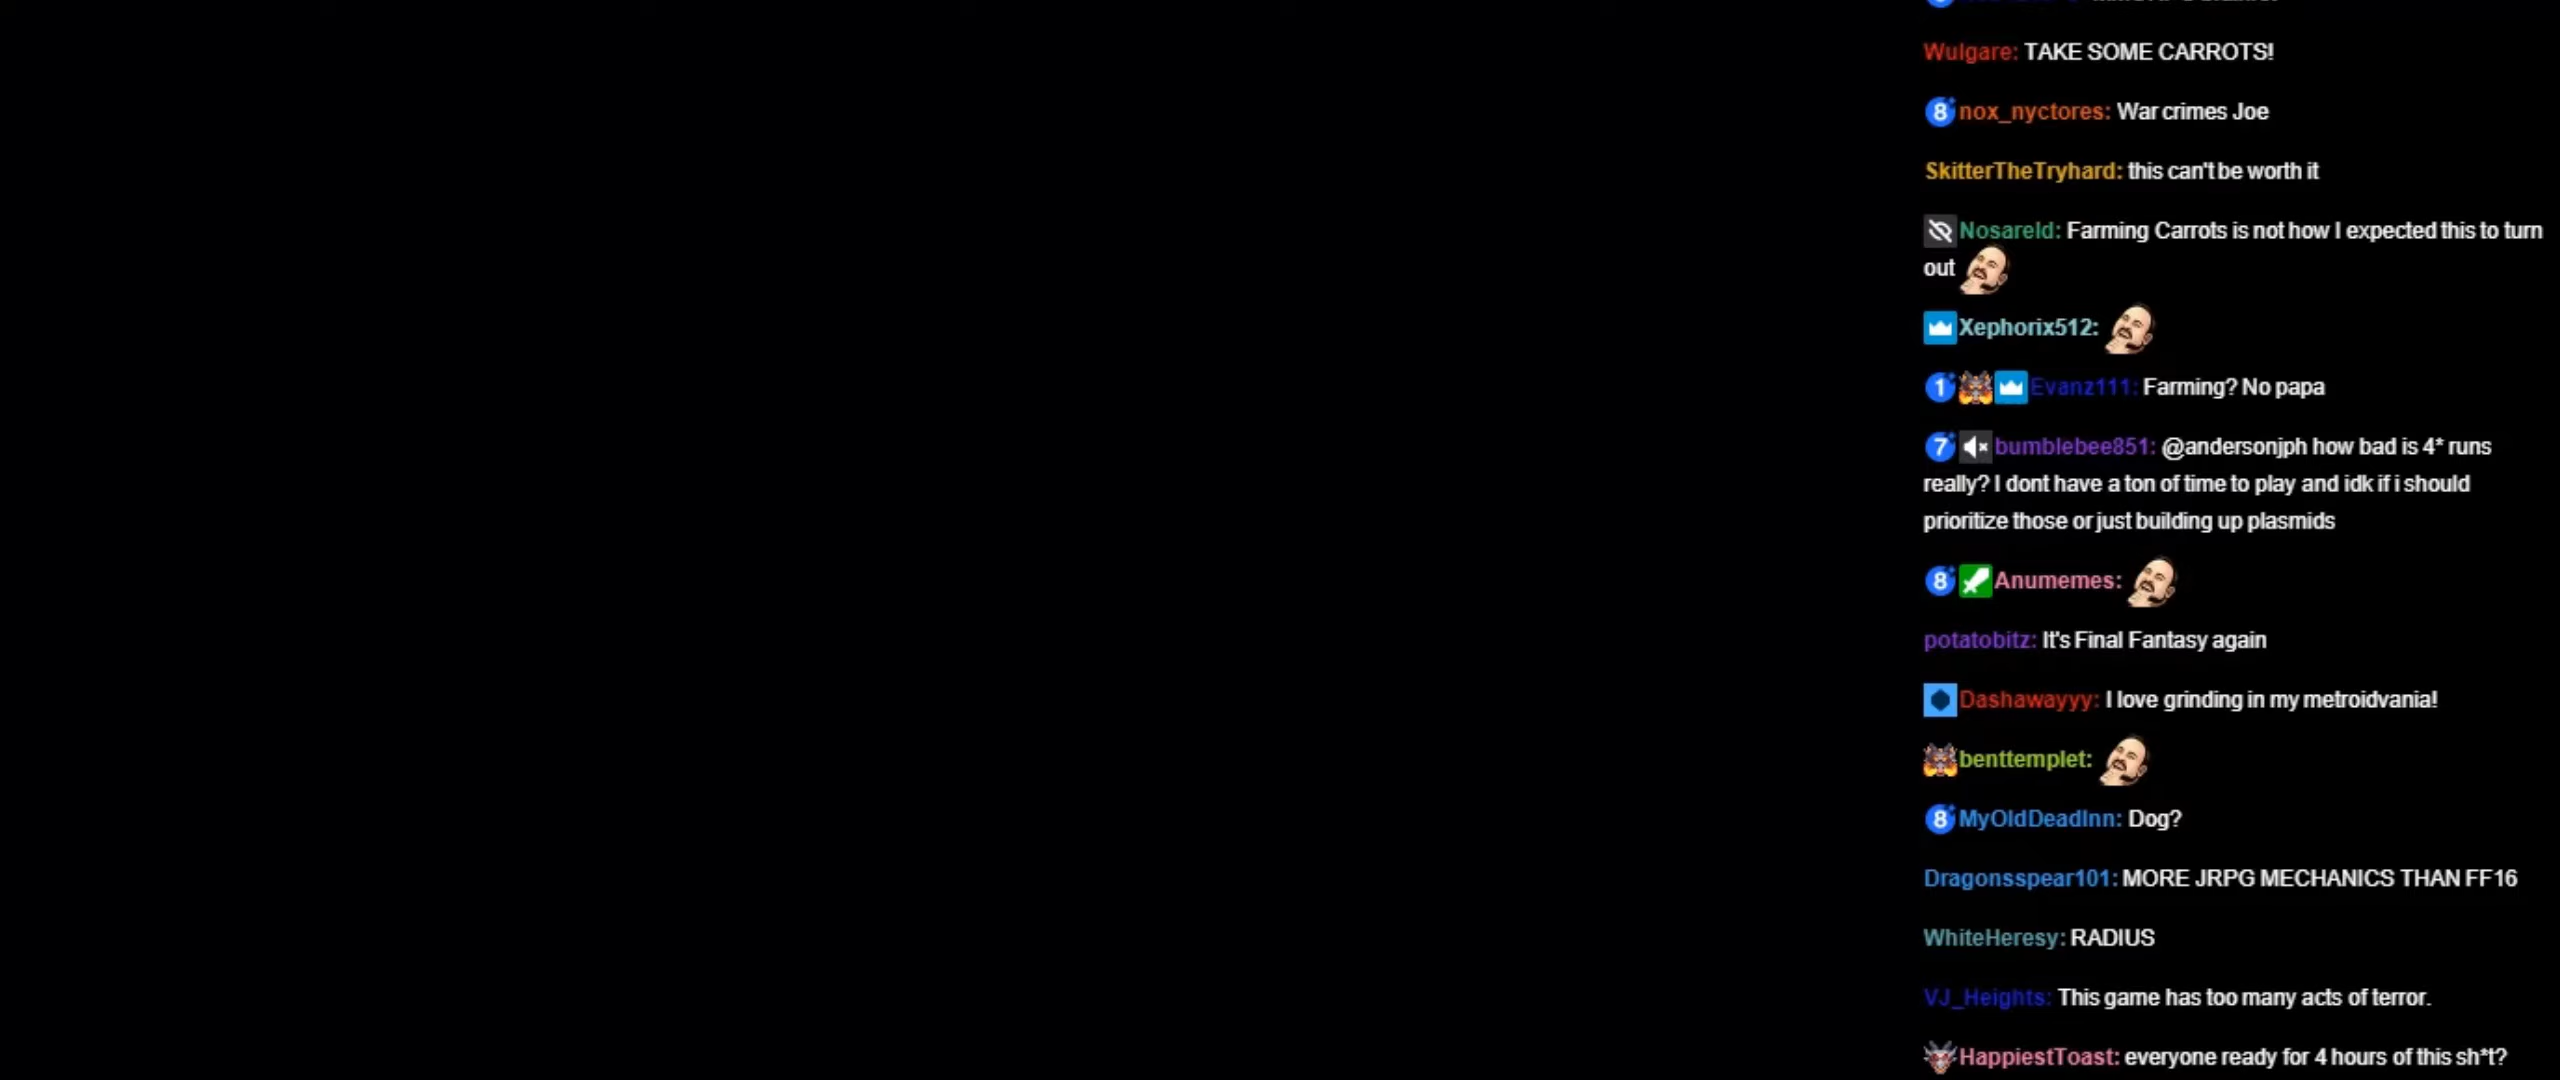 Wulgare: TAKE SOME CARROTS!
8 nox_nyctores: War crimes Joe
SkitterTheTryhard: this can't be worth it
Nosareld: Farming Carrots is not how I expected this to turn
out
Xephorix512:
1 Evanz111: Farming? No papa
7 bumblebee851: @andersonjph how bad is 4* runs
really? I dont have a ton of time to play and idk if i should
prioritize those or just building up plasmids
8 Anumemes:
potatobitz: It's Final Fantasy again
Dashawayyy: I love grinding in my metroidvania!
benttemplet:
8 MyOldDeadInn: Dog?
Dragonsspear101: MORE JRPG MECHANICS THAN FF16
WhiteHeresy: RADIUS
VJ_Heights: This game has too many acts of terror.
HappiestToast: everyone ready for 4 hours of this sh*t?